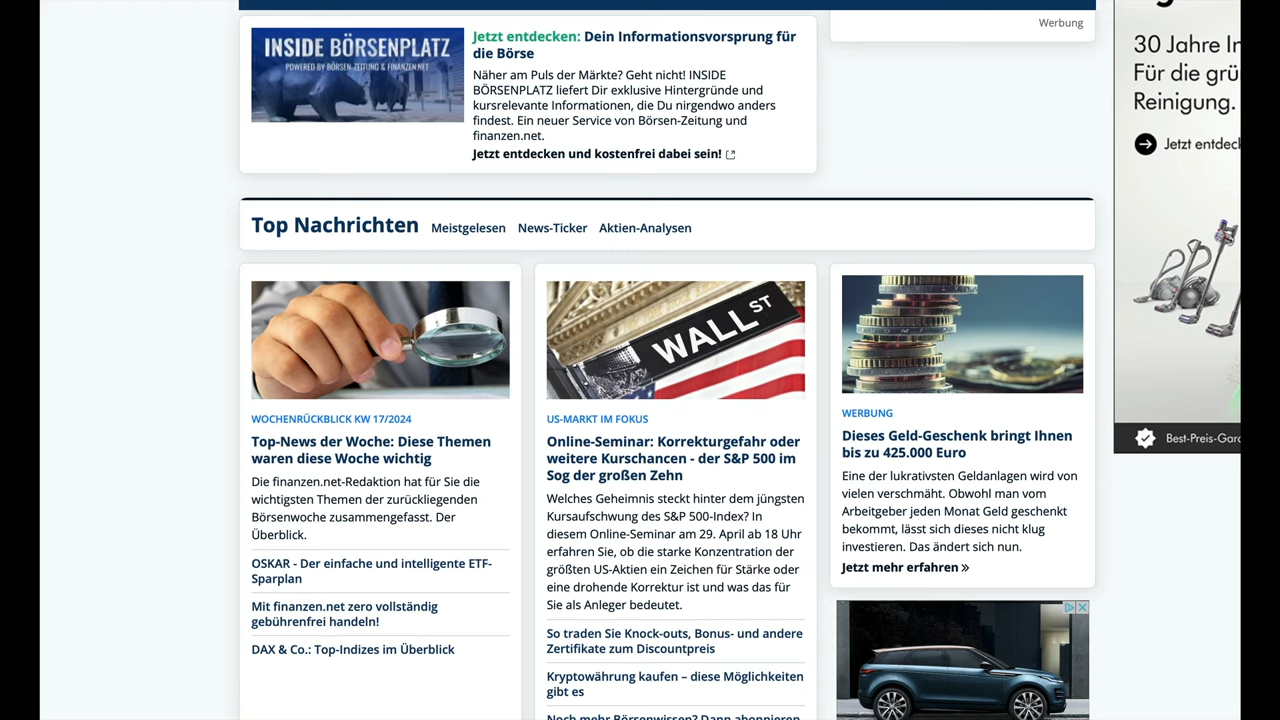 Werbung
INSIDE BÖRSENPLATZ
POWERED BY BÖRSEN-ZEITUNG & FINANZEN.NET
Jetzt entdecken: Dein Informationsvorsprung für
die Börse
Näher am Puls der Märkte? Geht nicht! INSIDE
BÖRSENPLATZ liefert Dir exklusive Hintergründe und
kursrelevante Informationen, die Du nirgendwo anders
findest. Ein neuer Service von Börsen-Zeitung und
finanzen.net.
Jetzt entdecken und kostenfrei dabei sein!
30 Jahre
Für die
Reinigung.
Jetzt
Top Nachrichten Meistgelesen News-Ticker Aktien-Analysen
WOCHENRÜCKBLICK KW 17/2024
Top-News der Woche: Diese Themen
waren diese Woche wichtig
Die finanzen.net-Redaktion hat für Sie die
wichtigsten Themen der zurückliegenden
Börsenwoche zusammengefasst. Der
Überblick.
OSKAR - Der einfache und intelligente ETF-
Sparplan
Mit finanzen.net zero vollständig
gebührenfrei handeln!
DAX & Co.: Top-Indizes im Überblick
WALL ST
US-MARKT IM FOKUS
Online-Seminar: Korrekturgefahr oder
weitere Kurschancen - der S&P 500 im
Sog der großen Zehn
Welches Geheimnis steckt hinter dem jüngsten
Kursaufschwung des S&P 500-Index? In
diesem Online-Seminar am 29. April ab 18 Uhr
erfahren Sie, ob die starke Konzentration der
größten US-Aktien ein Zeichen für Stärke oder
eine drohende Korrektur ist und was das für
Sie als Anleger bedeutet.
So traden Sie Knock-outs, Bonus- und andere
Zertifikate zum Discountpreis
Kryptowährung kaufen – diese Möglichkeiten
gibt es
Noch mehr Börsenwissen? Dann abonnieren
WERBUNG
Dieses Geld-Geschenk bringt Ihnen
bis zu 425.000 Euro
Eine der lukrativsten Geldanlagen wird von
vielen verschmäht. Obwohl man vom
Arbeitgeber jeden Monat Geld geschenkt
bekommt, lässt sich dieses nicht klug
investieren. Das ändert sich nun.
Jetzt mehr erfahren »
Best-Preis-